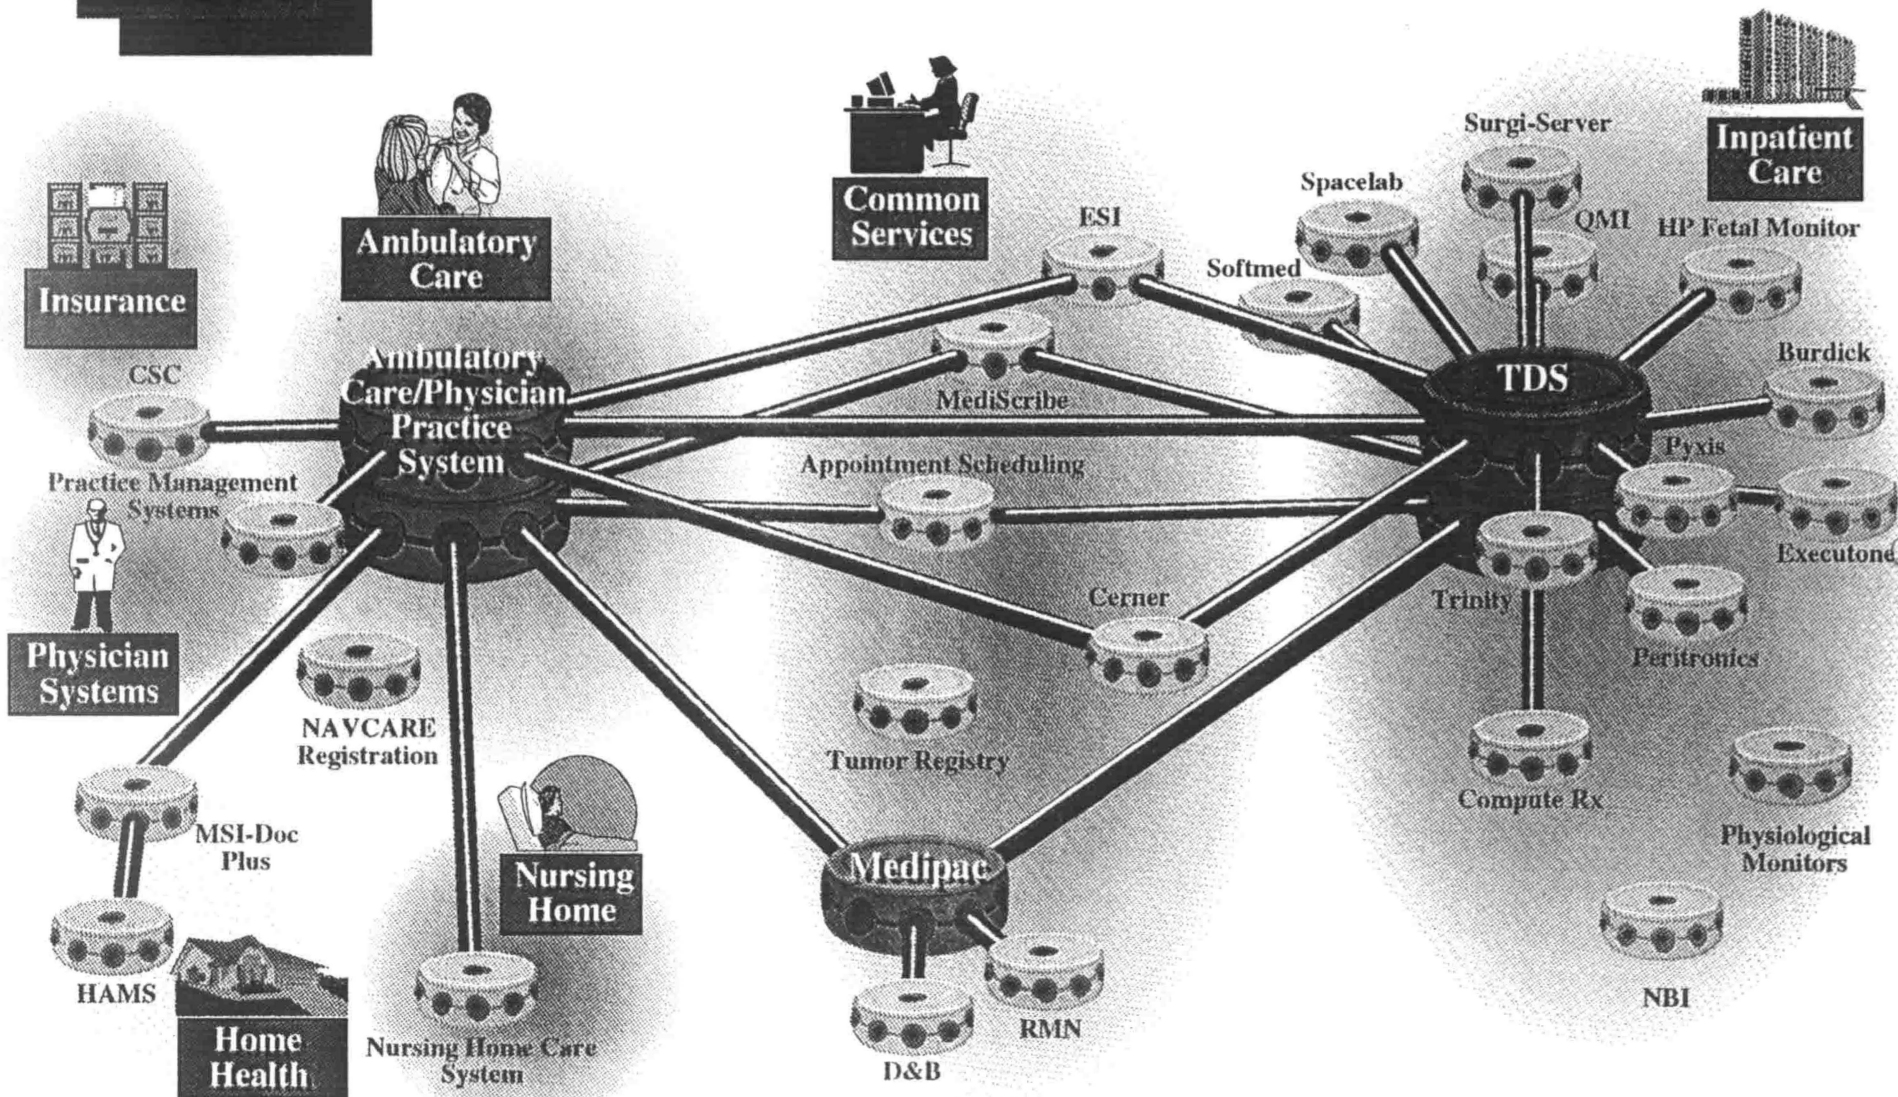 Inpatient
Care
Surgi-Server
Spacelab
QMI
HP Fetal Monitor
Common
Services
ESI
Softmed
Ambulatory
Care
Insurance
CSC
Ambulatory
Care/Physician
Practice
System
MediScribe
TDS
Burdick
Pyxis
Appointment Scheduling
Practice Management
Systems
Executone
Cerner
Trinity
Peritronics
Physician
Systems
NAVCARE
Registration
Tumor Registry
Compute Rx
Physiological
Monitors
MSI-Doc
Plus
Nursing
Home
Medipac
HAMS
NBI
RMN
Home
Health
Nursing Home Care
System
D&B